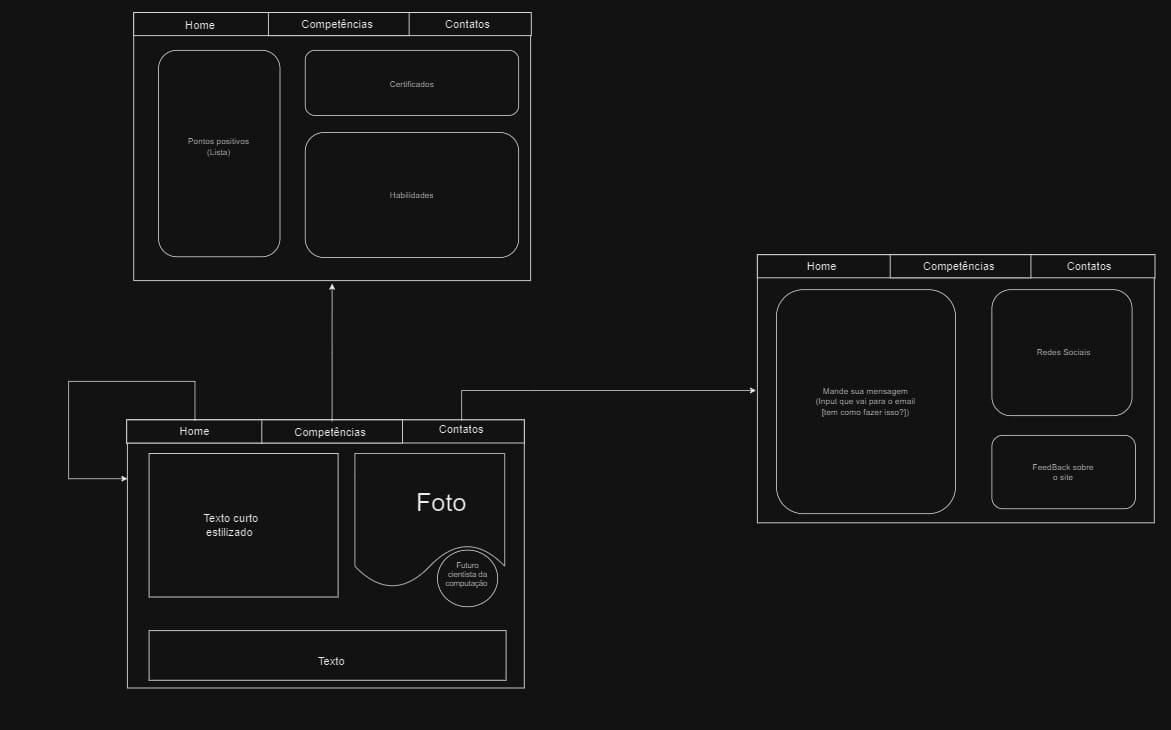 Home
Competências
Contatos
Pontos positivos
(Lista)
Certificados
Habilidades
Home
Competências
Contatos
Mande sua mensagem
(Input que vai para o email
[tem como fazer isso?])
Redes Sociais
FeedBack sobre
o site
Home
Competências
Contatos
Texto curto
estilizado
Foto
Futuro
cientista da
computação
Texto